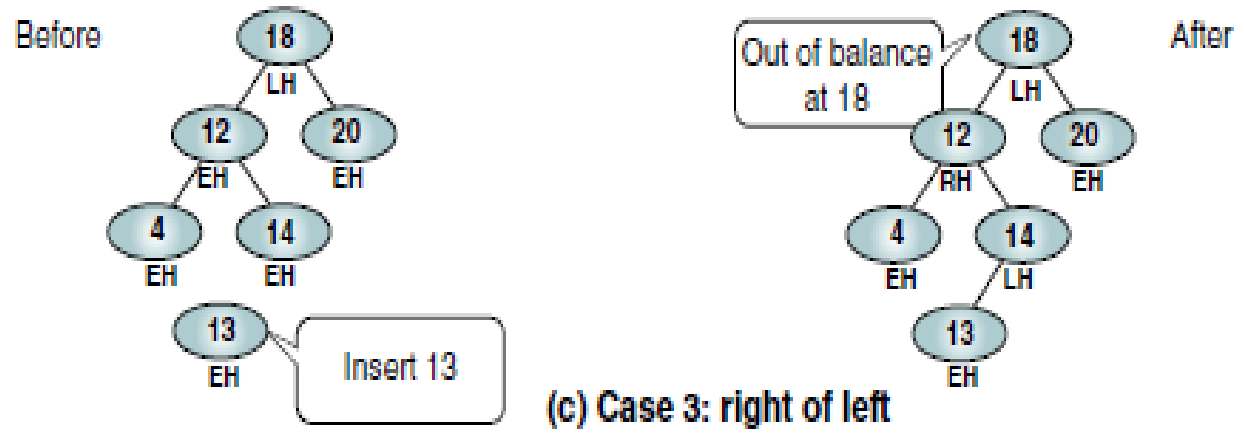 Before
18
LH
12
20
EH
EH
4
14
EH
EH
13
EH
Insert 13
After
Out of balance
at 18
18
LH
12
20
RH
EH
4
14
EH
LH
13
EH
(c) Case 3: right of left